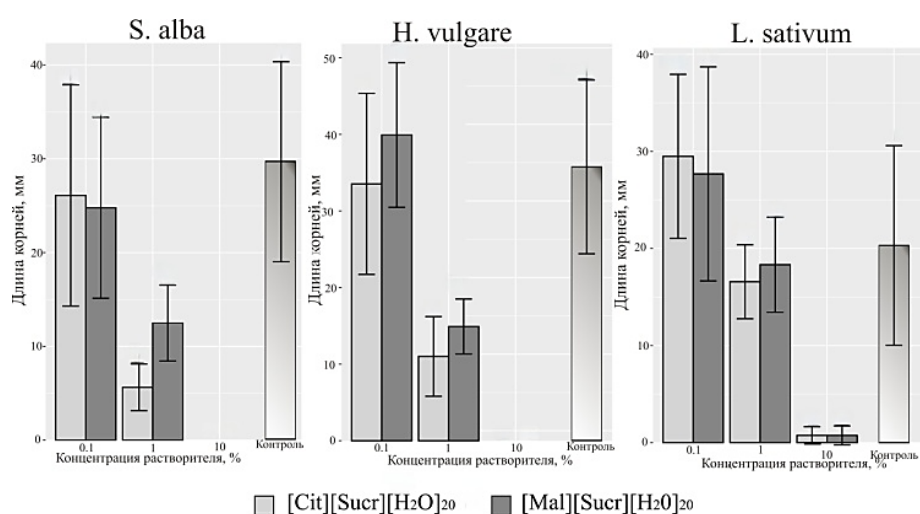 S. alba
H. vulgare
L. sativum
Длина корней, мм
40
30
20
10
0
0.1
1
10
Контроль
Концентрация растворителя, %
Длина корней, мм
50
40
30
20
10
0
0.1
1
10
Контроль
Концентрация растворителя, %
Длина корней, мм
40
30
20
10
0
0.1
1
10
Контроль
Концентрация растворителя, %
[Cit][Sucr][H2O]20
[Mal][Sucr][H20]20